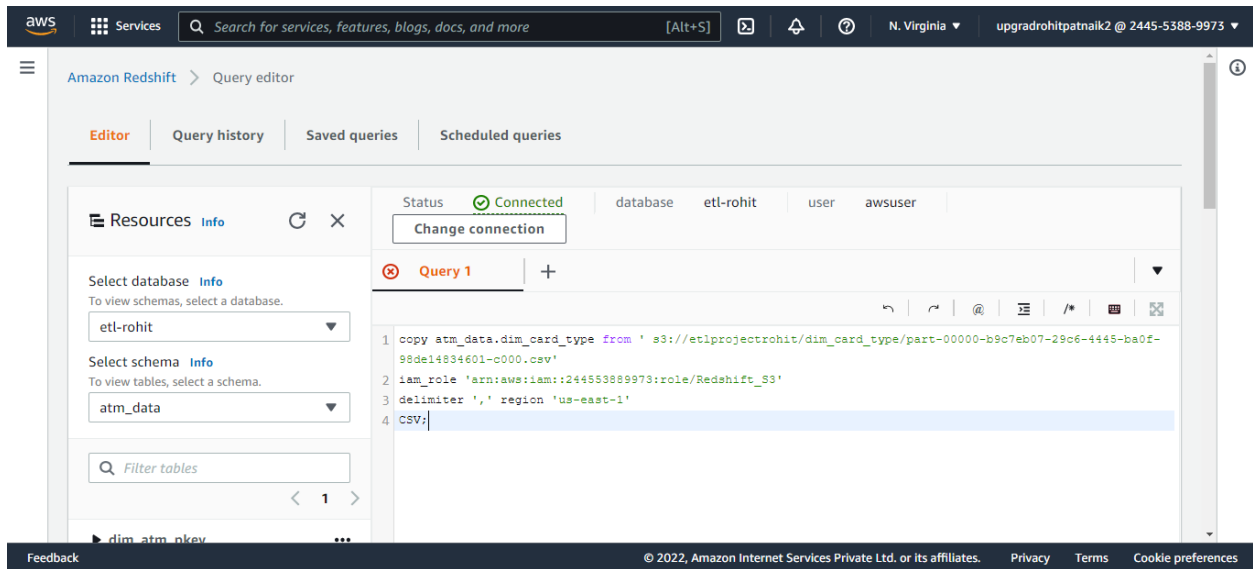 aws Services Search for services, features, blogs, docs, and more [Alt+S] N. Virginia ▼ upgradrohitpatnaik2 @ 2445-5388-9973 ▼
Amazon Redshift > Query editor
Editor Query history Saved queries Scheduled queries
Resources Info
Select database Info
To view schemas, select a database.
etl-rohit
Select schema Info
To view tables, select a schema.
atm_data
Filter tables
< 1 >
dim_atm_pkey •••
Status Connected database etl-rohit user awsuser
Change connection
Query 1 +
@ /*
1 copy atm_data.dim_card_type from ' s3://etlprojectrohit/dim_card_type/part-00000-b9c7eb07-29c6-4445-ba0f-
98de14834601-c000.csv'
2 iam_role 'arn:aws:iam::244553889973:role/Redshift_S3'
3 delimiter ',' region 'us-east-1'
4 CSV;
Feedback © 2022, Amazon Internet Services Private Ltd. or its affiliates. Privacy Terms Cookie preferences